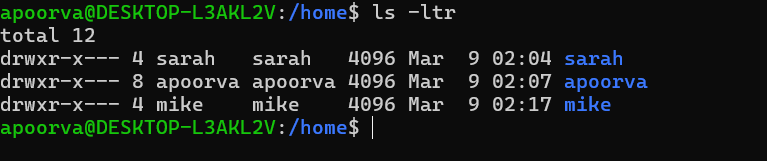 apoorva@DESKTOP-L3AKL2V:/home$ ls -ltr
total 12
drwxr-x--- 4 sarah   sarah   4096 Mar  9 02:04 sarah
drwxr-x--- 8 apoorva apoorva 4096 Mar  9 02:07 apoorva
drwxr-x--- 4 mike    mike    4096 Mar  9 02:17 mike
apoorva@DESKTOP-L3AKL2V:/home$